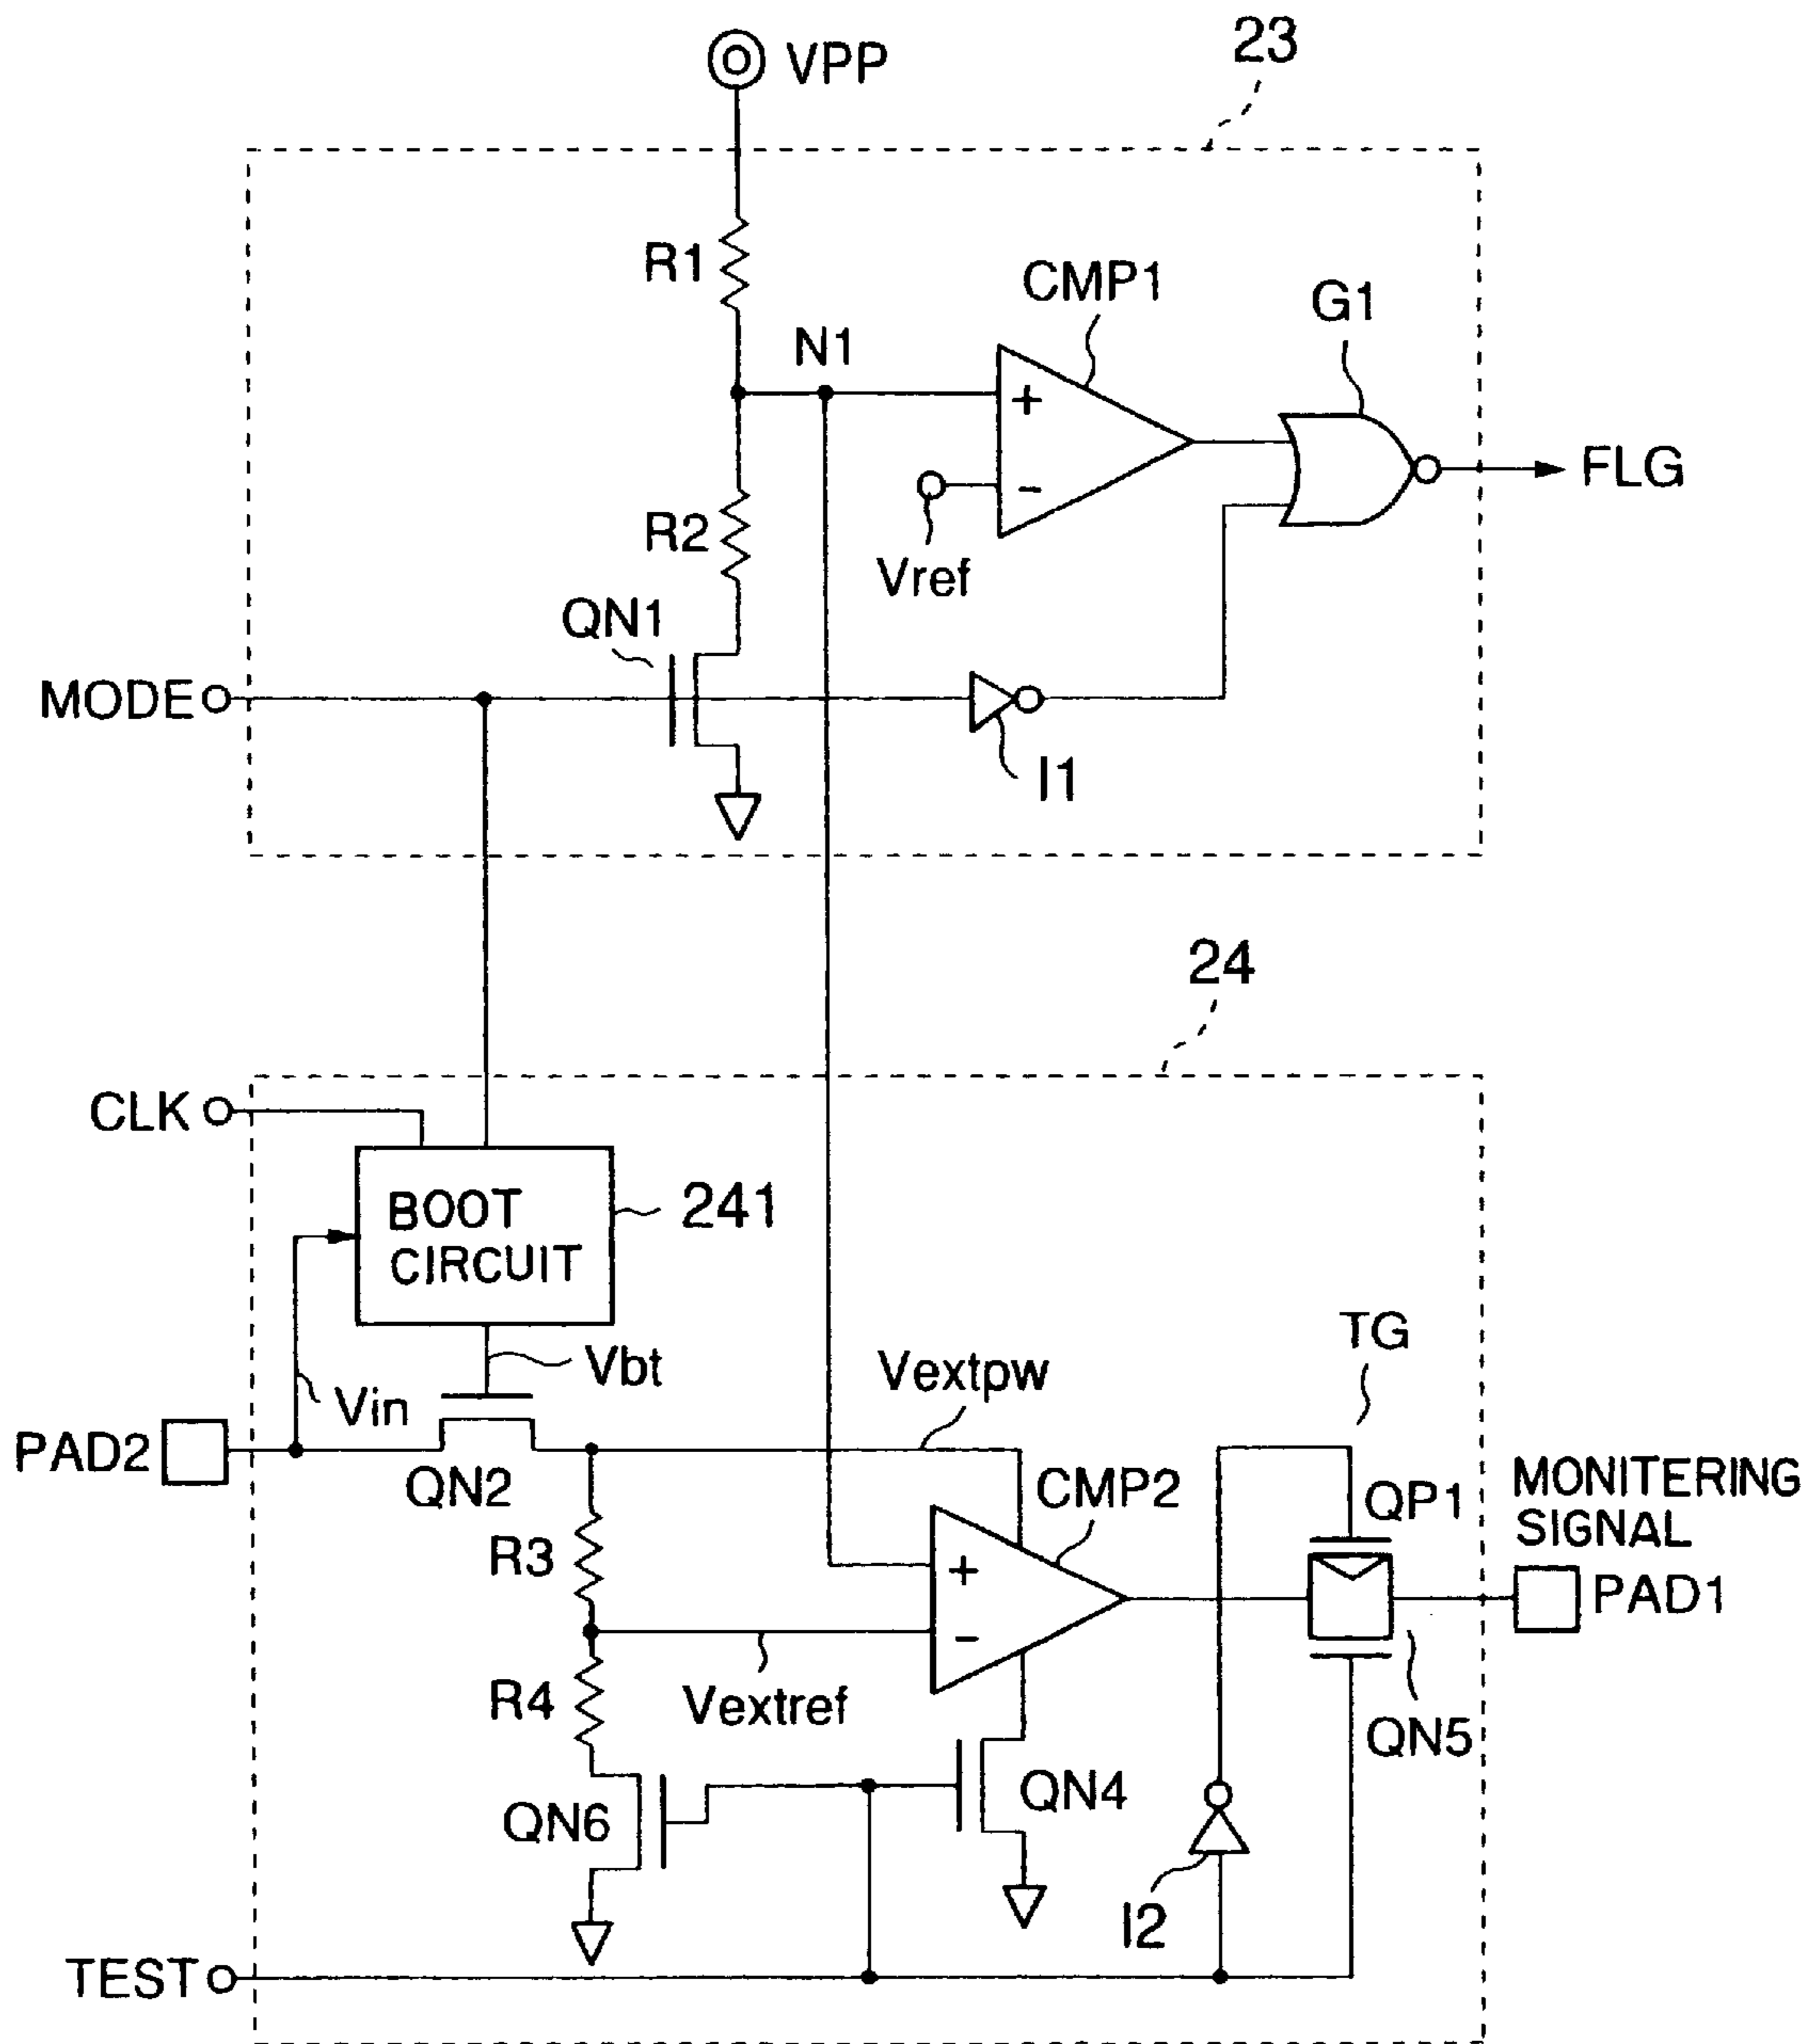 23
VPP
R1
CMP1
G1
N1
+
-
FLG
R2
Vref
QN1
MODE
I1
24
CLK
BOOT
CIRCUIT
241
TG
Vbt
Vextpw
Vin
PAD2
QN2
CMP2
QP1
MONITERING
SIGNAL
R3
+
-
PAD1
R4
Vextref
QN5
QN4
QN6
I2
TEST